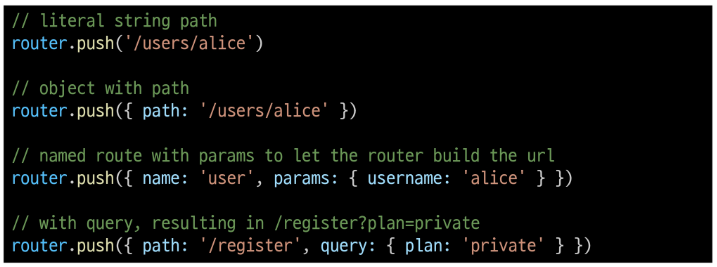 // literal string path
router.push('/users/alice')
// object with path
router.push({ path: '/users/alice' })
// named route with params to let the router build the url
router.push({ name: 'user', params: { username: 'alice' } })
// with query, resulting in /register?plan=private
router.push({ path: '/register', query: { plan: 'private' } })